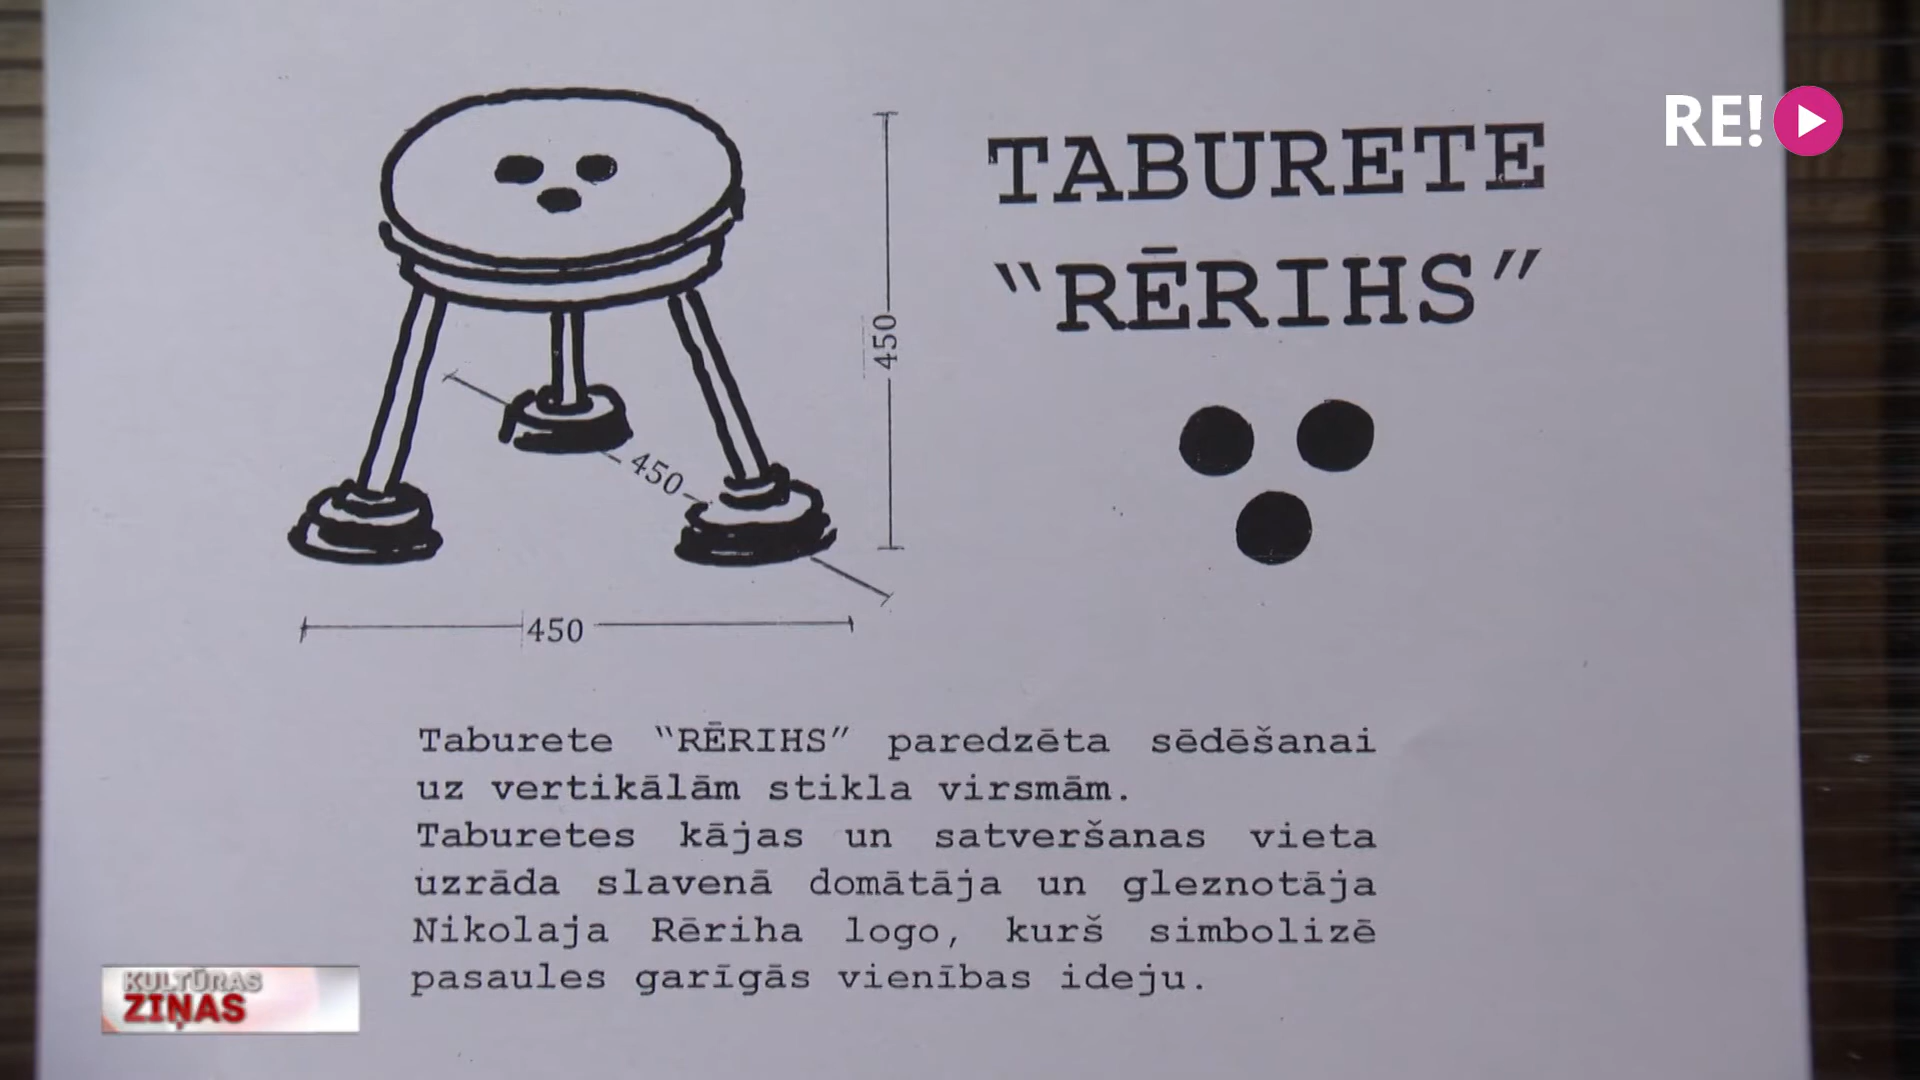 RE!
TABURETE
“RĒRIHS”
450
450
450
Taburete “RĒRIHS” paredzēta sēdēšanai
uz vertikālām stikla virsmām.
Taburetes kājas un satveršanas vieta
uzrāda slavenā domātāja un gleznotāja
Nikolaja Rēriha logo, kurš simbolizē
pasaules garīgās vienības ideju.
KULTŪRAS
ZIŅAS